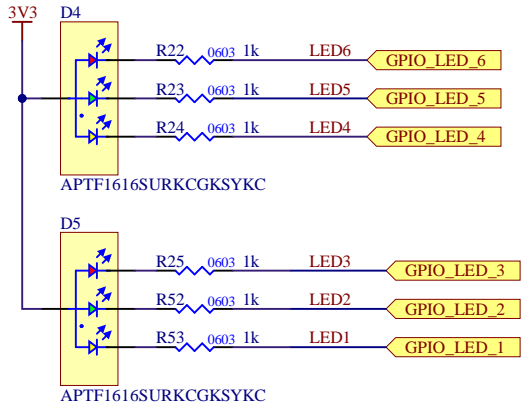 3V3 D4
R22 0603 1k LED6 GPIO_LED_6
R23 0603 1k LED5 GPIO_LED_5
R24 0603 1k LED4 GPIO_LED_4
APTF1616SURKCGKSYKC
D5
R25 0603 1k LED3 GPIO_LED_3
R52 0603 1k LED2 GPIO_LED_2
R53 0603 1k LED1 GPIO_LED_1
APTF1616SURKCGKSYKC